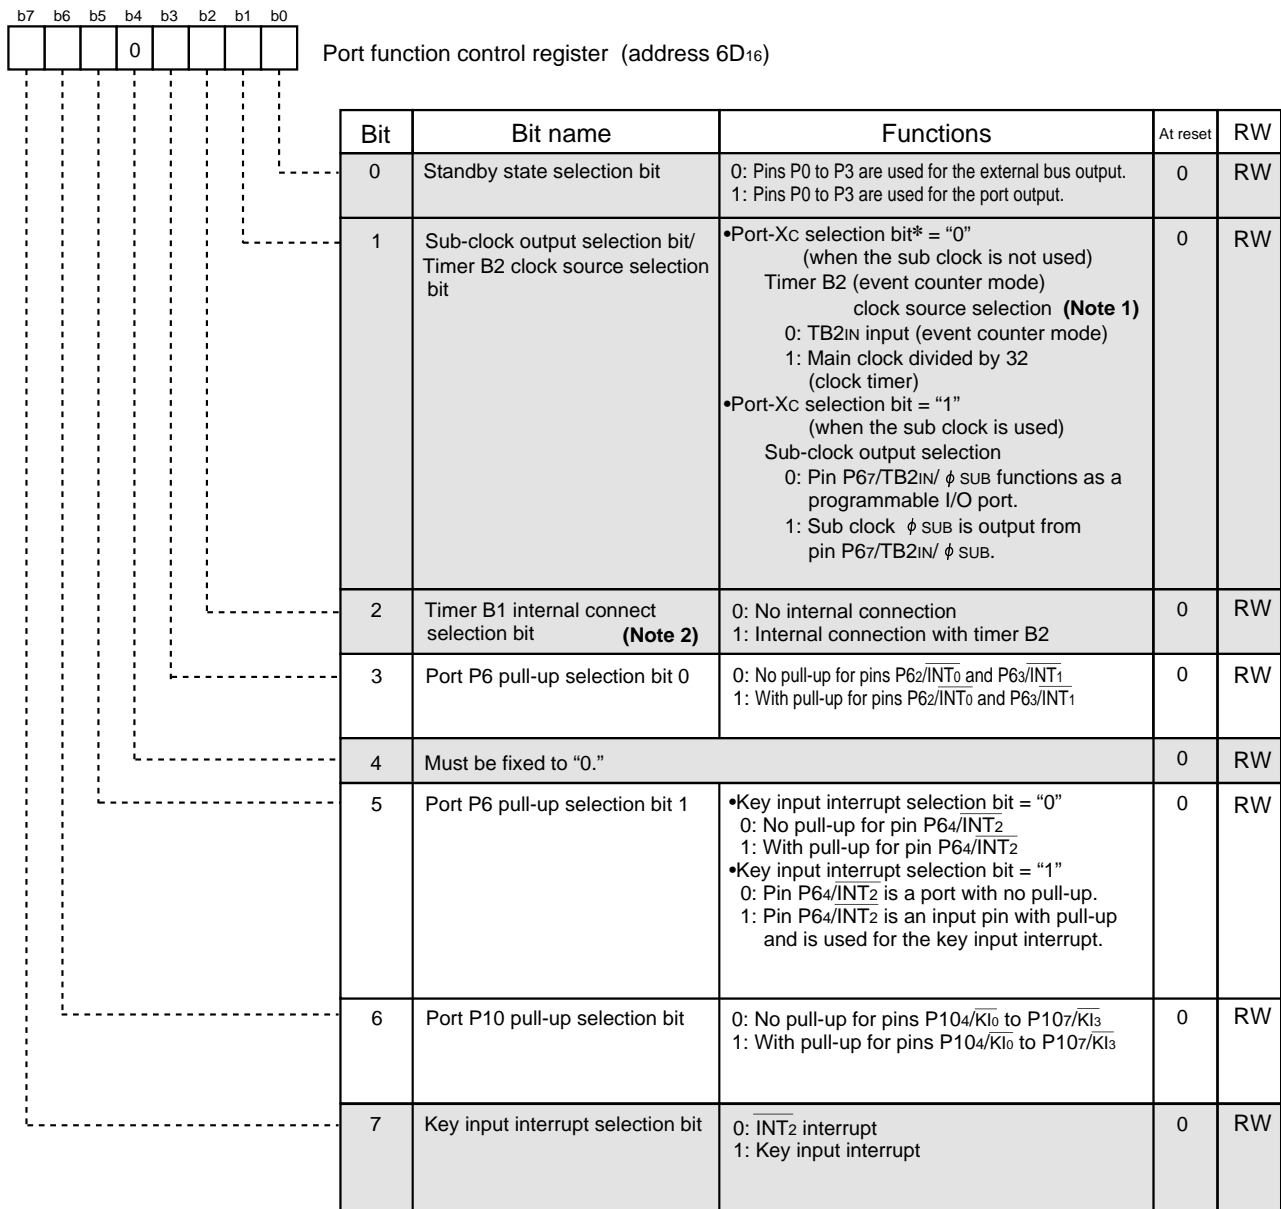 b7 b6 b5 b4 b3 b2 b1 b0
0
Port function control register (address 6D16)
Bit Bit name Functions At reset RW
0 Standby state selection bit 0: Pins P0 to P3 are used for the external bus output. 0 RW
1: Pins P0 to P3 are used for the port output.
1 Sub-clock output selection bit/ •Port-XC selection bit* = “0” 0 RW
Timer B2 clock source selection (when the sub clock is not used)
bit Timer B2 (event counter mode)
clock source selection (Note 1)
0: TB2IN input (event counter mode)
1: Main clock divided by 32
(clock timer)
•Port-XC selection bit = “1”
(when the sub clock is used)
Sub-clock output selection
0: Pin P67/TB2IN/ ϕ SUB functions as a
programmable I/O port.
1: Sub clock ϕ SUB is output from
pin P67/TB2IN/ ϕ SUB.
2 Timer B1 internal connect 0: No internal connection 0 RW
selection bit (Note 2) 1: Internal connection with timer B2
3 Port P6 pull-up selection bit 0 0: No pull-up for pins P62/INT0 and P63/INT1 0 RW
1: With pull-up for pins P62/INT0 and P63/INT1
4 Must be fixed to “0.” 0 RW
5 Port P6 pull-up selection bit 1 •Key input interrupt selection bit = “0” 0 RW
0: No pull-up for pin P64/INT2
1: With pull-up for pin P64/INT2
•Key input interrupt selection bit = “1”
0: Pin P64/INT2 is a port with no pull-up.
1: Pin P64/INT2 is an input pin with pull-up
and is used for the key input interrupt.
6 Port P10 pull-up selection bit 0: No pull-up for pins P104/KI0 to P107/KI3 0 RW
1: With pull-up for pins P104/KI0 to P107/KI3
7 Key input interrupt selection bit 0: INT2 interrupt 0 RW
1: Key input interrupt